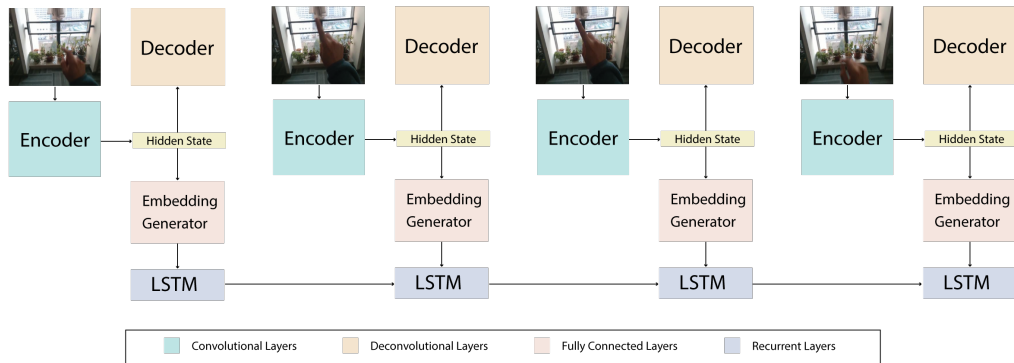 Decoder
Decoder
Decoder
Decoder
Encoder
Hidden State
Encoder
Hidden State
Encoder
Hidden State
Encoder
Hidden State
Embedding
Generator
Embedding
Generator
Embedding
Generator
Embedding
Generator
LSTM
LSTM
LSTM
LSTM
Convolutional Layers
Deconvolutional Layers
Fully Connected Layers
Recurrent Layers